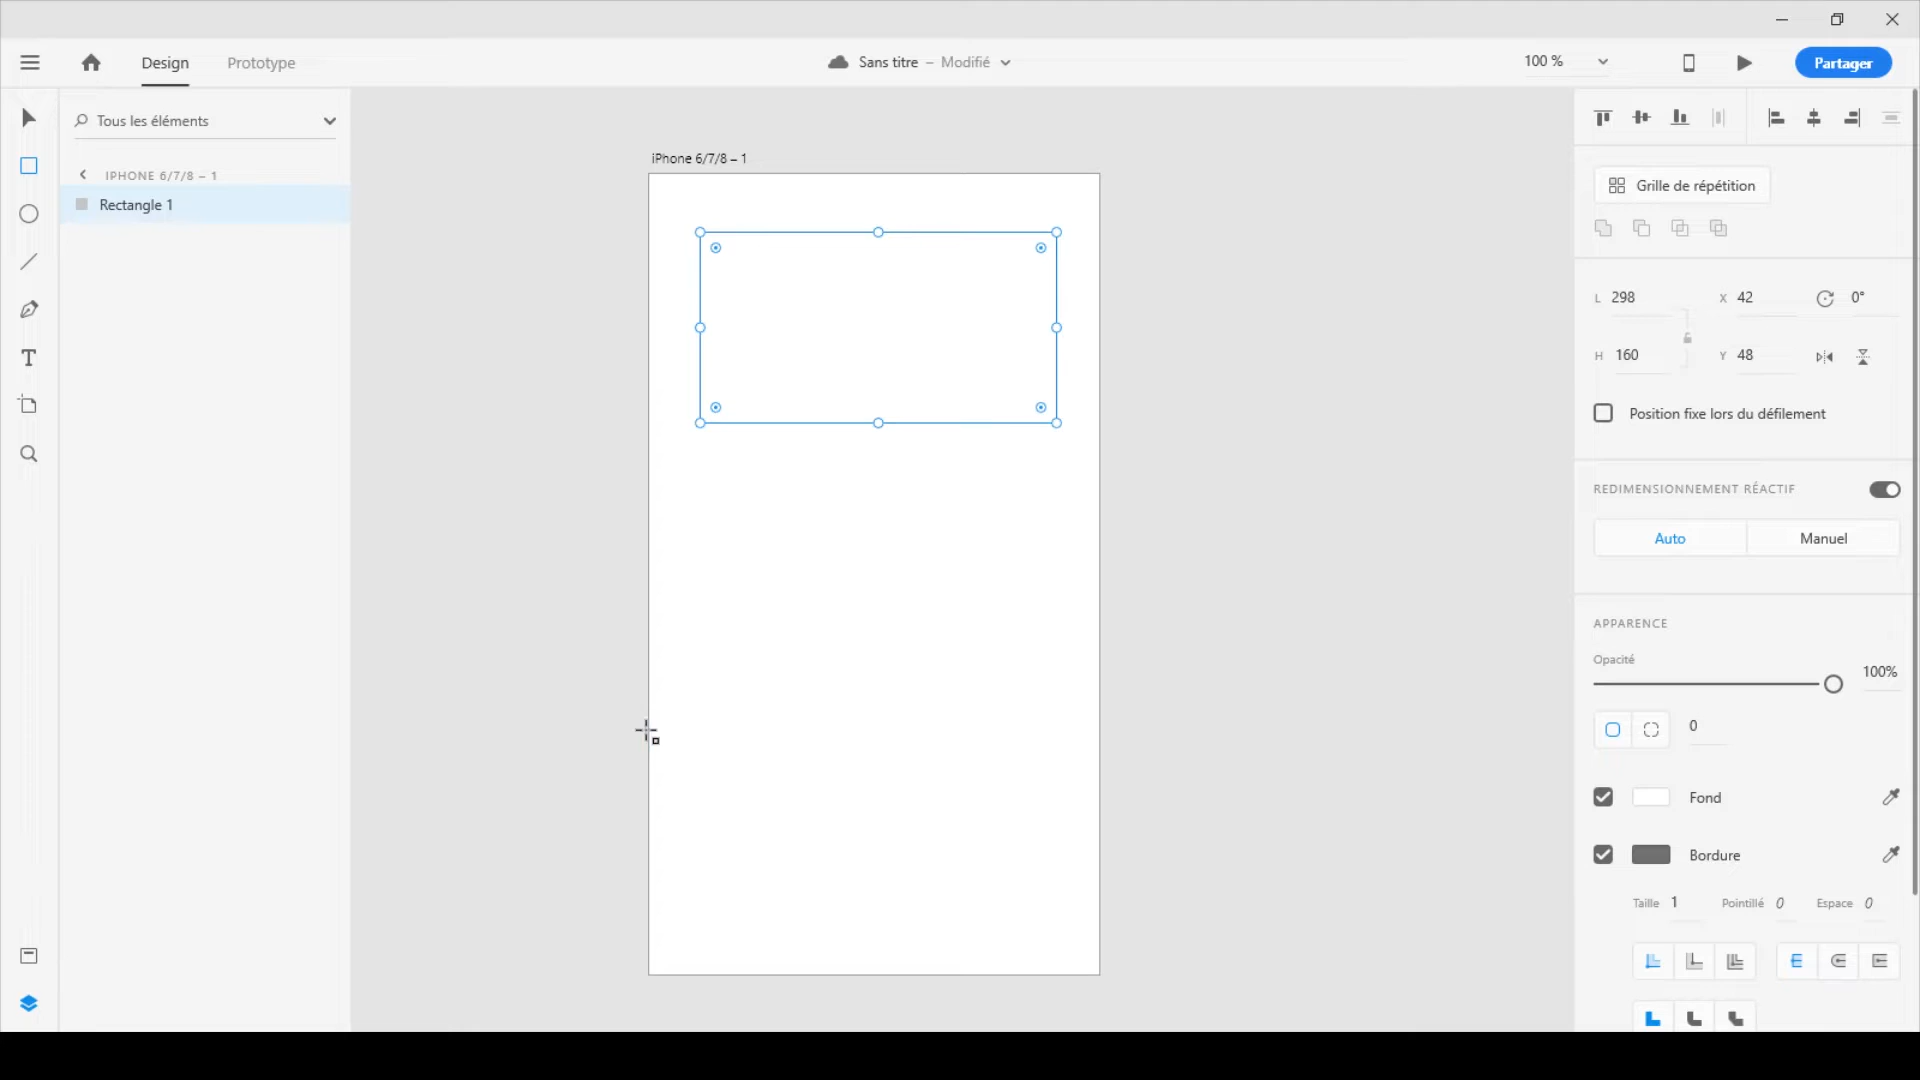 Design
Prototype
Sans titre – Modifié
100 %
Partager
Tous les éléments
IPHONE 6/7/8 – 1
Rectangle 1
iPhone 6/7/8 – 1
Grille de répétition
L 298
X 42
0°
H 160
Y 48
Position fixe lors du défilement
REDIMENSIONNEMENT RÉACTIF
Auto
Manuel
APPARENCE
Opacité
100%
0
Fond
Bordure
Taille 1
Pointillé 0
Espace 0